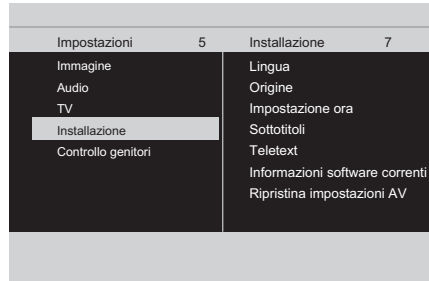 Impostazioni 5
Immagine
Audio
TV
Installazione
Controllo genitori
Installazione 7
Lingua
Origine
Impostazione ora
Sottotitoli
Teletext
Informazioni software correnti
Ripristina impostazioni AV